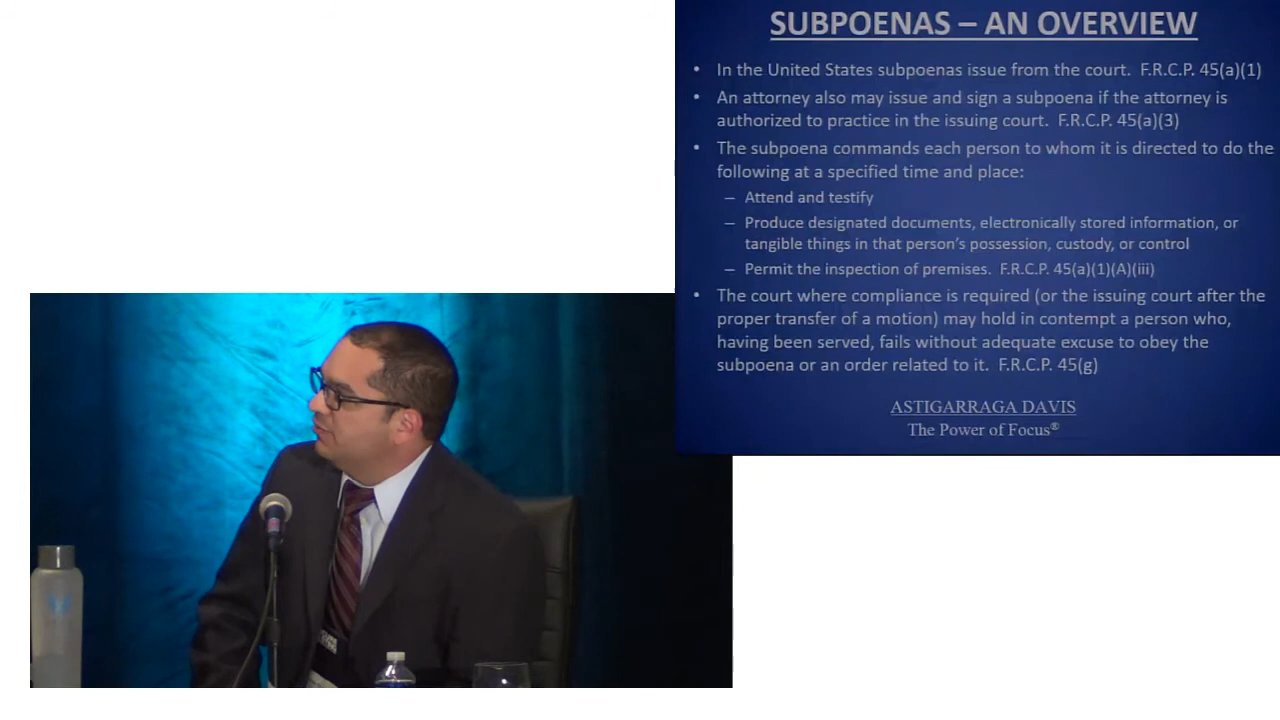 SUBPOENAS – AN OVERVIEW
• In the United States subpoenas issue from the court. F.R.C.P. 45(a)(1)
• An attorney also may issue and sign a subpoena if the attorney is
authorized to practice in the issuing court. F.R.C.P. 45(a)(3)
• The subpoena commands each person to whom it is directed to do the
following at a specified time and place:
– Attend and testify
– Produce designated documents, electronically stored information, or
tangible things in that person's possession, custody, or control
– Permit the inspection of premises. F.R.C.P. 45(a)(1)(A)(iii)
• The court where compliance is required (or the issuing court after the
proper transfer of a motion) may hold in contempt a person who,
having been served, fails without adequate excuse to obey the
subpoena or an order related to it. F.R.C.P. 45(g)
ASTIGARRAGA DAVIS
The Power of Focus®